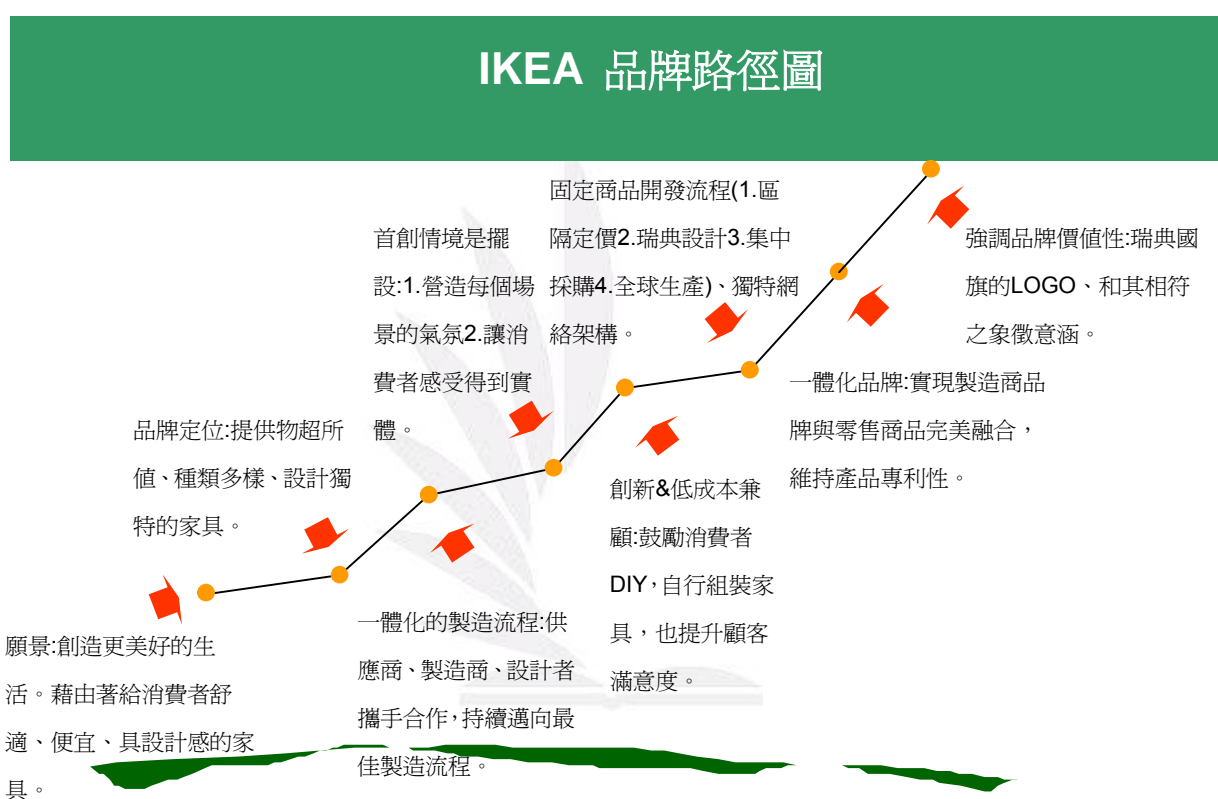 IKEA 品牌路徑圖
願景:創造更美好的生
活。藉由著給消費者舒
適、便宜、具設計感的家
具。
品牌定位:提供物超所
值、種類多樣、設計獨
特的家具。
一體化的製造流程:供
應商、製造商、設計者
攜手合作,持續邁向最
佳製造流程。
首創情境是擺
設:1.營造每個場
景的氣氛2.讓消
費者感受得到實
體。
創新&低成本兼
顧:鼓勵消費者
DIY,自行組裝家
具,也提升顧客
滿意度。
固定商品開發流程(1.區
隔定價2.瑞典設計3.集中
採購4.全球生產)、獨特網
絡架構。
一體化品牌:實現製造商品
牌與零售商品完美融合,
維持產品專利性。
強調品牌價值性:瑞典國
旗的LOGO、和其相符
之象徵意涵。